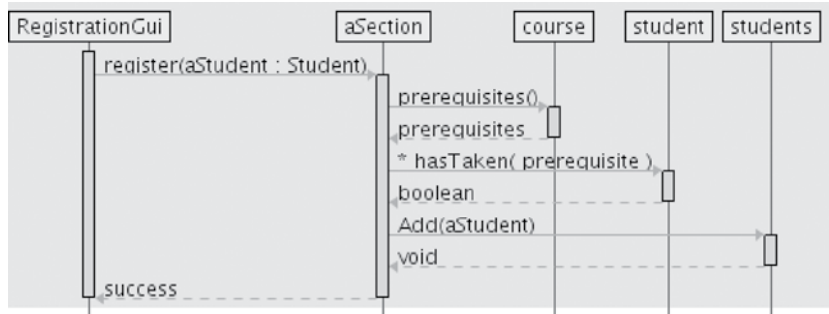 RegistrationGui
aSection
course
student
students
register(aStudent : Student)
prerequisites()
prerequisites
* hasTaken( prerequisite )
boolean
Add(aStudent)
void
success